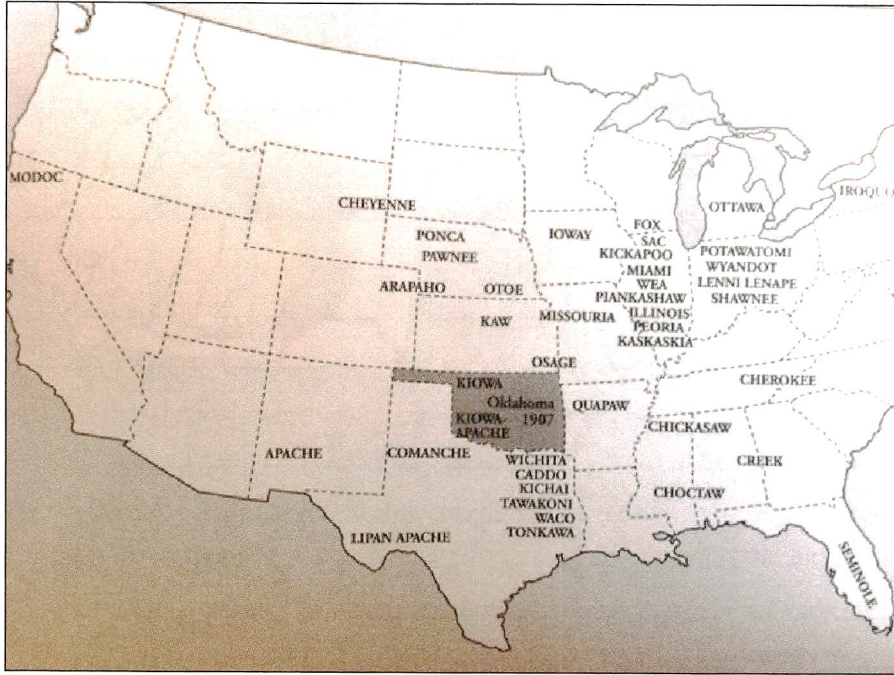 MODOC
CHEYENNE
PONCA
PAWNEE
ARAPAHO
OTOE
KAW
IOWAY
MISSOURIA
OSAGE
FOX
SAC
KICKAPOO
MIAMI
WEA
PIANKASHAW
ILLINOIS
PEORIA
KASKASKIA
OTTAWA
IROQUO
POTAWATOMI
WYANDOT
LENNI LENAPE
SHAWNEE
KIOWA
Oklahoma
1907
KIOWA-
APACHE
QUAPAW
CHEROKEE
CHICKASAW
CREEK
CHOCTAW
APACHE
COMANCHE
WICHITA
CADDO
KICHAI
TAWAKONI
WACO
TONKAWA
LIPAN APACHE
SEMINOLE